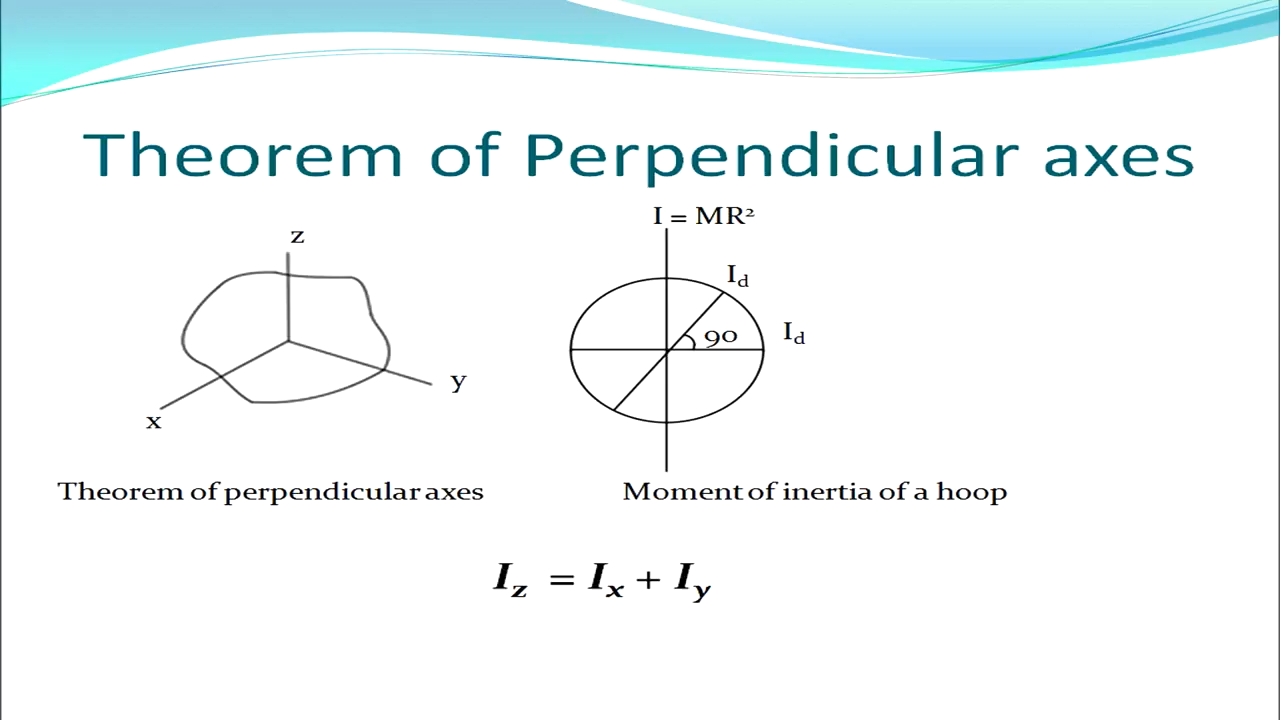 Theorem of Perpendicular axes
z
x
y
Theorem of perpendicular axes
I = MR²
I_d
90
I_d
Moment of inertia of a hoop
I_z = I_x + I_y